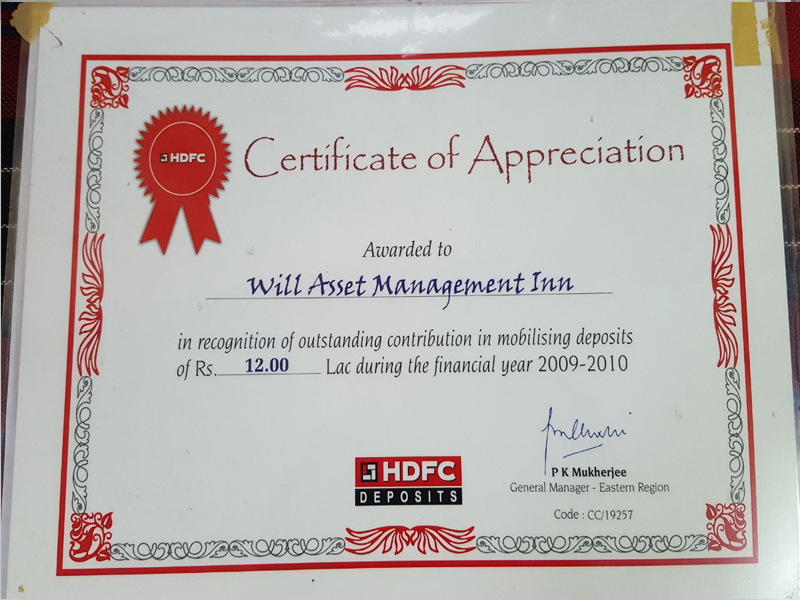 HDFC
Certificate of Appreciation
Awarded to
Will Asset Management Inn
in recognition of outstanding contribution in mobilising deposits
of Rs. 12.00 Lac during the financial year 2009-2010
HDFC
DEPOSITS
P K Mukherjee
General Manager - Eastern Region
Code : CC/19257